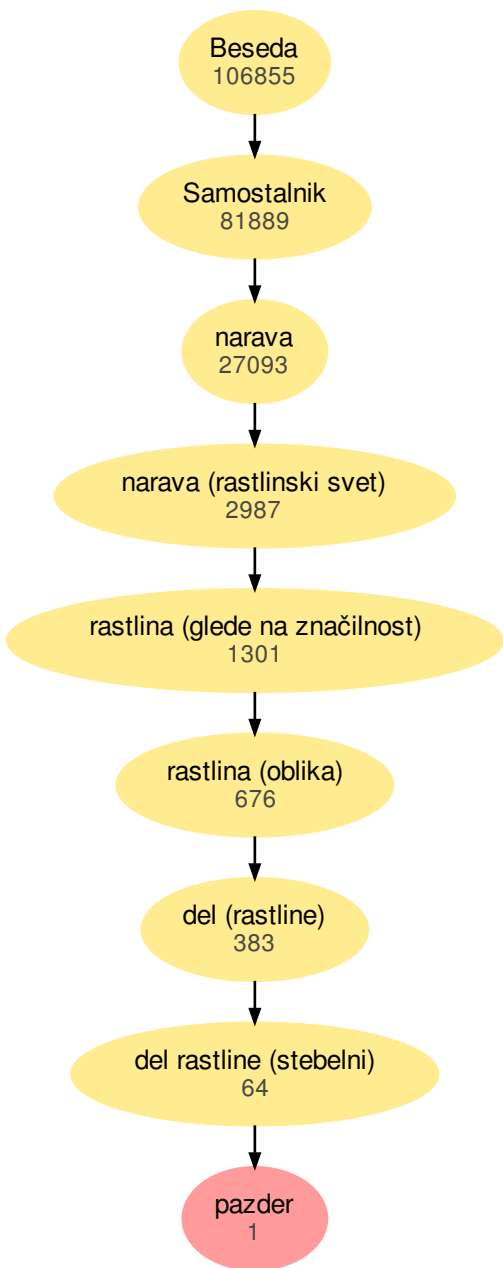 Beseda
106855
Samostalnik
81889
narava
27093
narava (rastlinski svet)
2987
rastlina (glede na značilnost)
1301
rastlina (oblika)
676
del (rastline)
383
del rastline (stebelni)
64
pazder
1